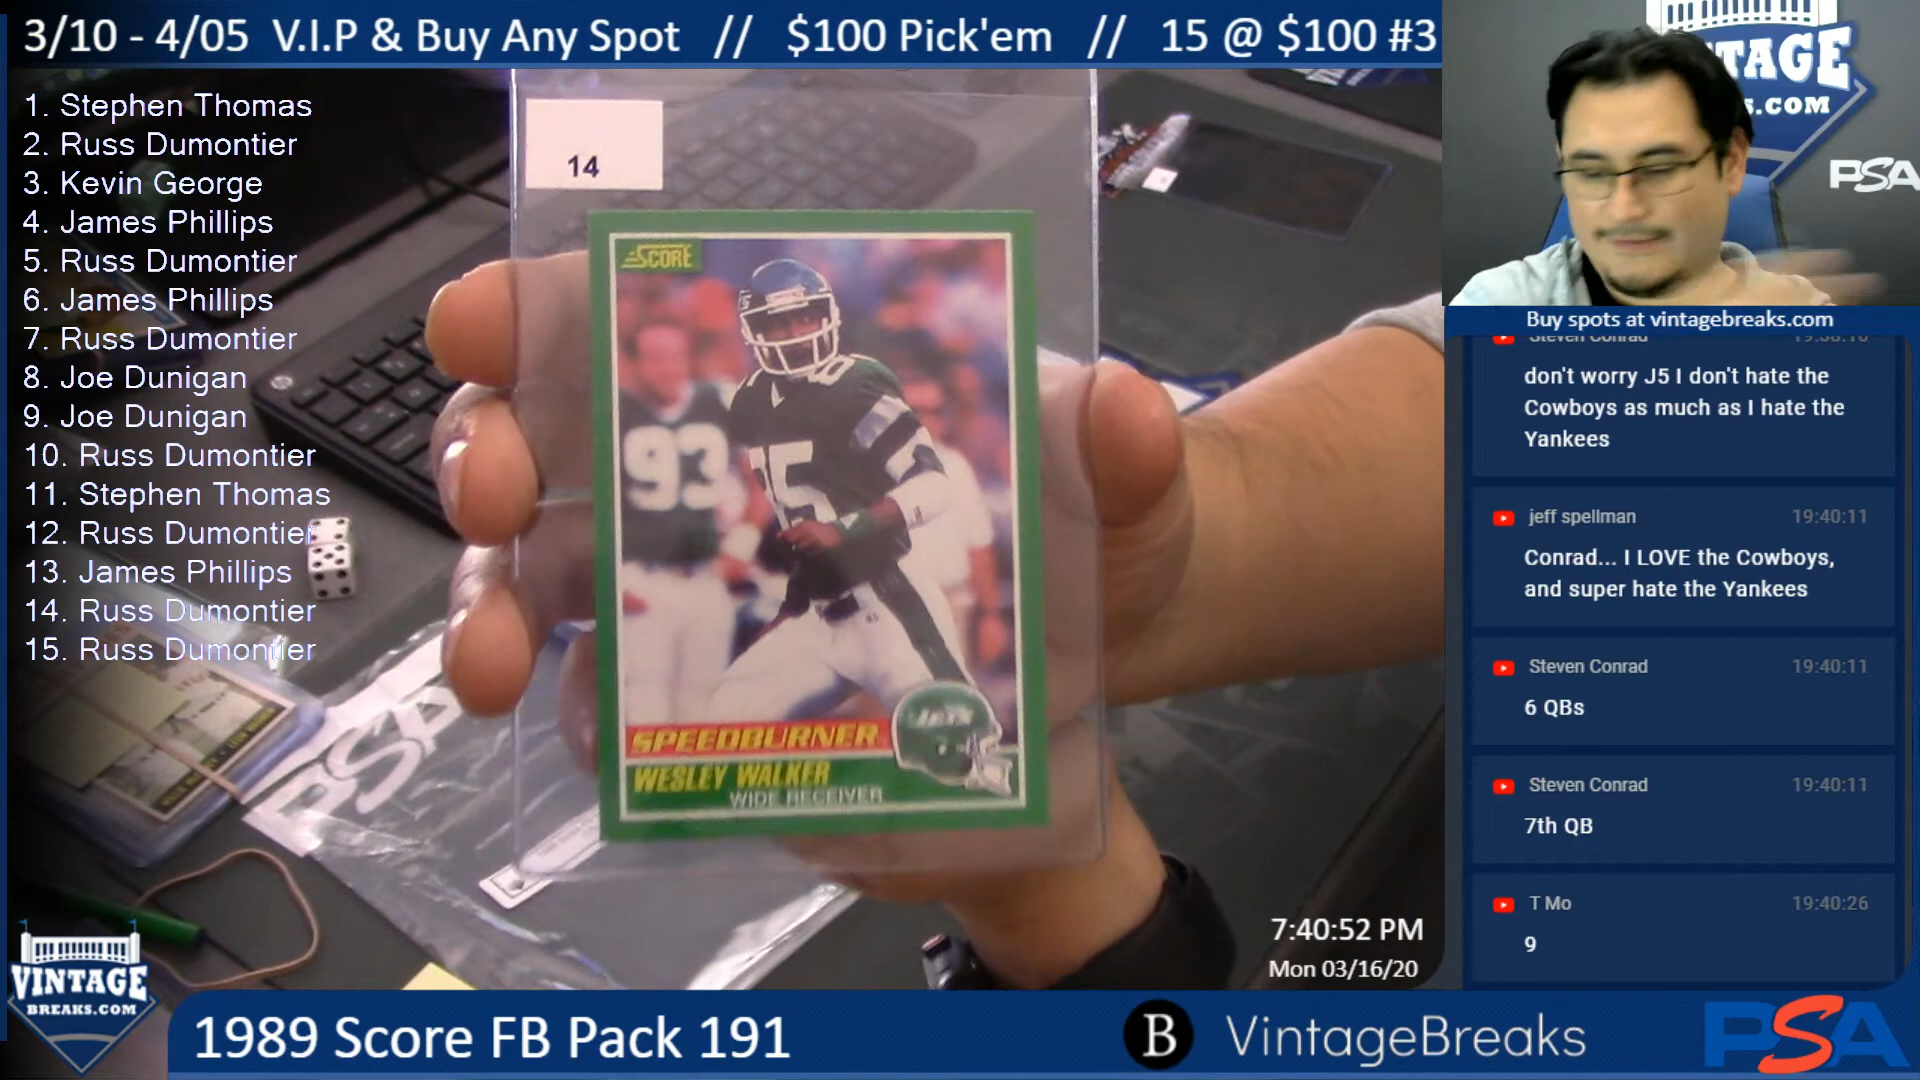 3/10 - 4/05 V.I.P & Buy Any Spot // $100 Pick'em // 15 @ $100 #3
1. Stephen Thomas
2. Russ Dumontier
3. Kevin George
4. James Phillips
5. Russ Dumontier
6. James Phillips
7. Russ Dumontier
8. Joe Dunigan
9. Joe Dunigan
10. Russ Dumontier
11. Stephen Thomas
12. Russ Dumontier
13. James Phillips
14. Russ Dumontier
15. Russ Dumontier
14
SCORE
93
85
JETS
SPEEDBURNER
WESLEY WALKER
WIDE RECEIVER
PSA
TAGE
S.COM
PSA
Buy spots at vintagebreaks.com
Steven Conrad
don't worry J5 I don't hate the
Cowboys as much as I hate the
Yankees
jeff spellman 19:40:11
Conrad... I LOVE the Cowboys,
and super hate the Yankees
Steven Conrad 19:40:11
6 QBs
Steven Conrad 19:40:11
7th QB
T Mo 19:40:26
9
7:40:52 PM
Mon 03/16/20
VINTAGE
BREAKS.COM
1989 Score FB Pack 191
B VintageBreaks
PSA